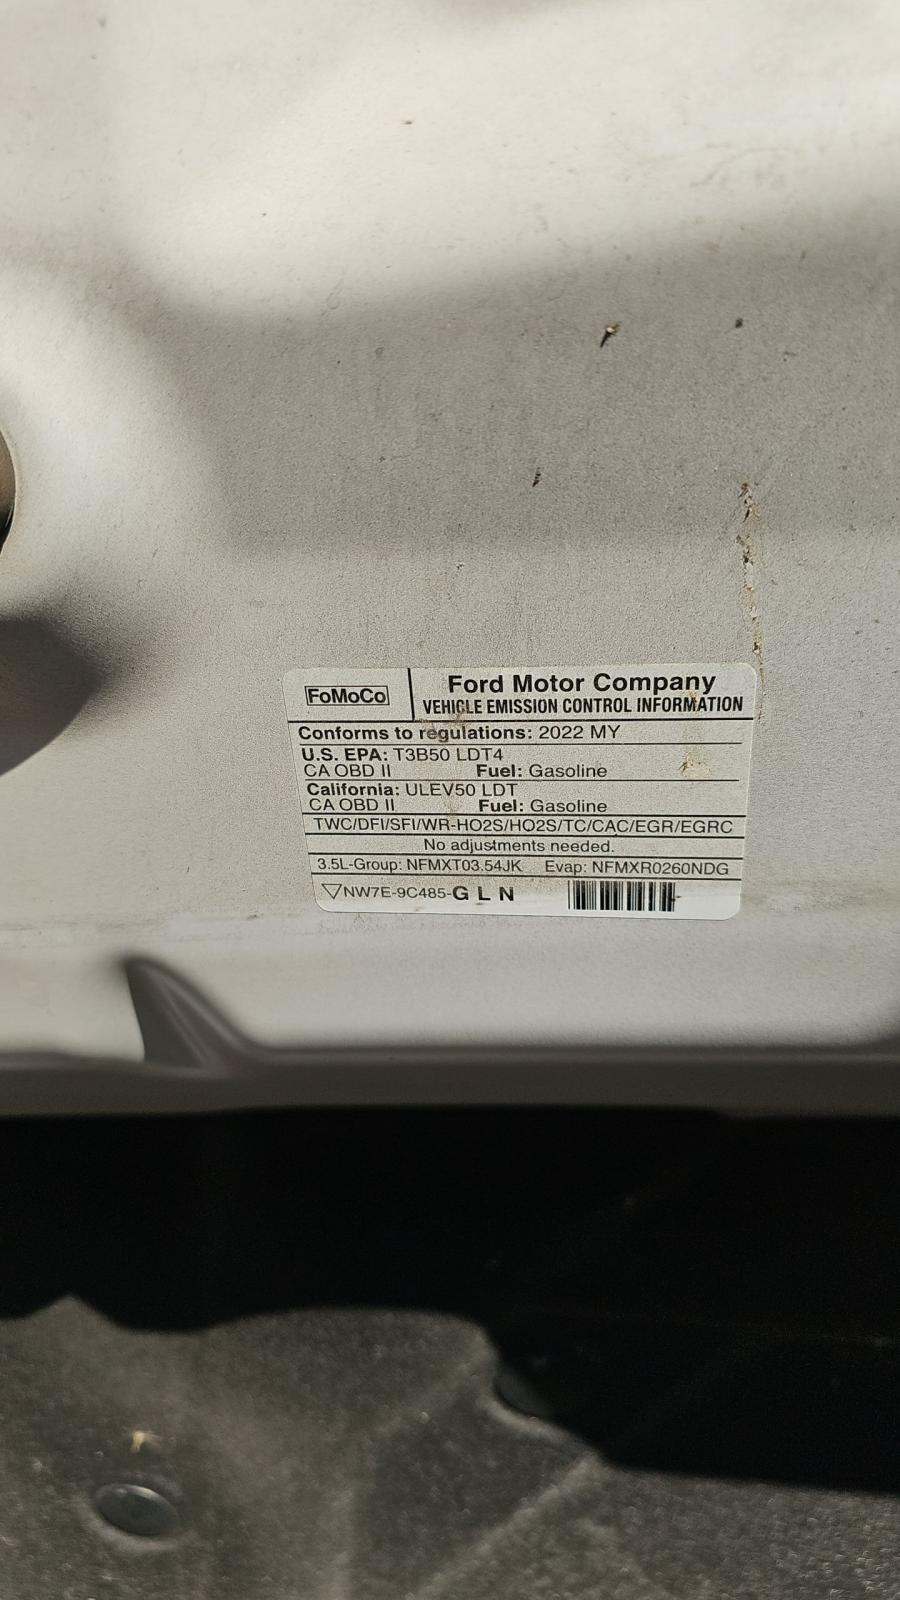 FoMoCo
Ford Motor Company
VEHICLE EMISSION CONTROL INFORMATION
Conforms to regulations: 2022 MY
U.S. EPA: T3B50 LDT4
CA OBD II Fuel: Gasoline
California: ULEV50 LDT
CA OBD II Fuel: Gasoline
TWC/DFI/SFI/WR-HO2S/HO2S/TC/CAC/EGR/EGRC
No adjustments needed.
3.5L-Group: NFMXT03.54JK Evap: NFMXR0260NDG
NW7E-9C485-G L N